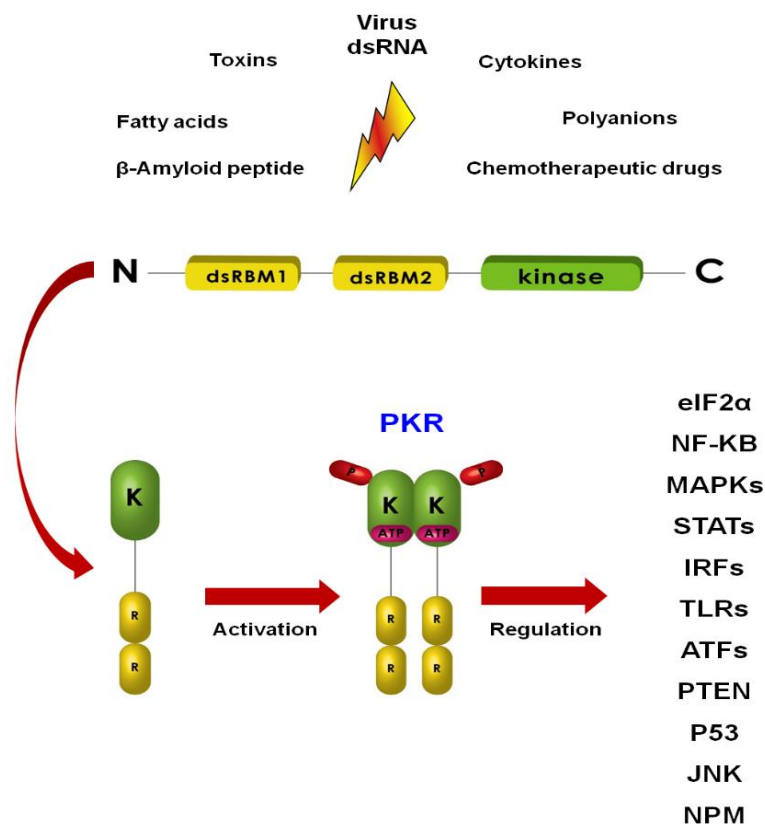 Virus
dsRNA
Toxins
Cytokines
Fatty acids
Polyanions
β-Amyloid peptide
Chemotherapeutic drugs
N
dsRBM1
dsRBM2
kinase
C
PKR
K
R
R
Activation
P
P
K
K
ATP
ATP
R
R
R
R
Regulation
eIF2α
NF-KB
MAPKs
STATs
IRFs
TLRs
ATFs
PTEN
P53
JNK
NPM